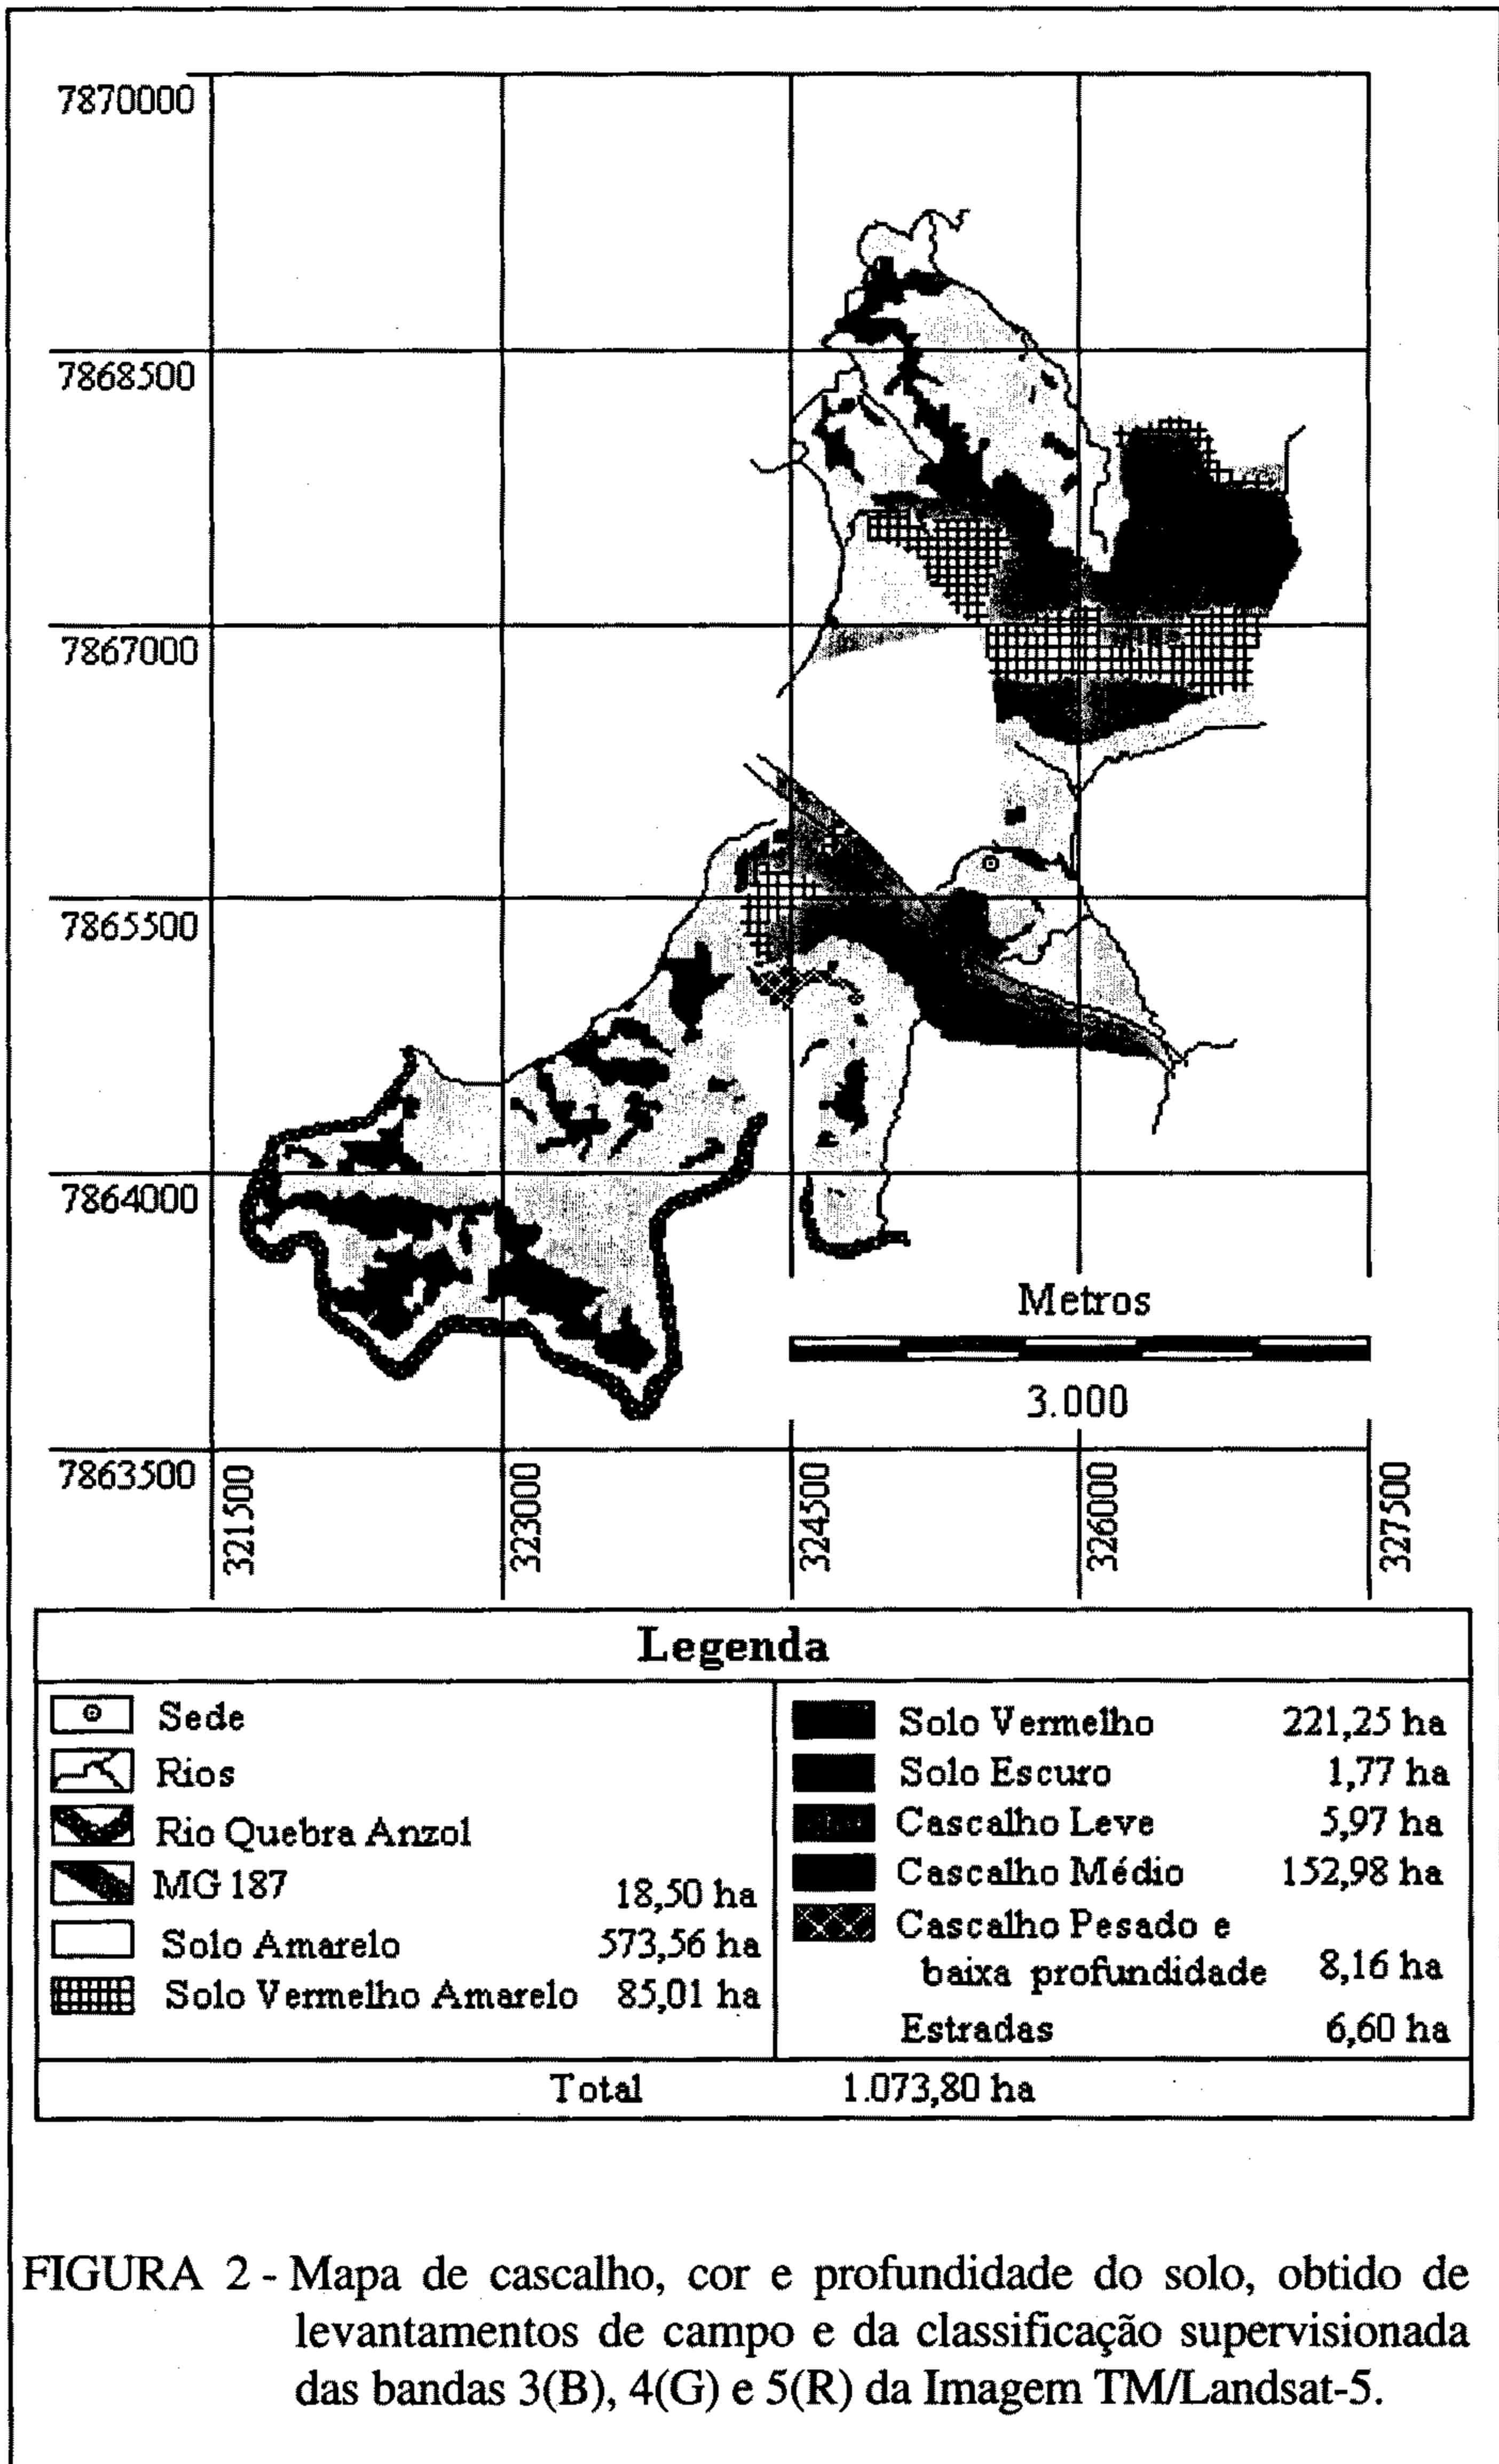 7870000
7868500
7867000
7865500
7864000
7863500
321500
323000
324500
326000
327500
Metros
3.000
Legenda
Sede
Rios
Rio Quebra Anzol
MG 187 18,50 ha
Solo Amarelo 573,56 ha
Solo Vermelho Amarelo 85,01 ha
Solo Vermelho 221,25 ha
Solo Escuro 1,77 ha
Cascalho Leve 5,97 ha
Cascalho Médio 152,98 ha
Cascalho Pesado e
baixa profundidade 8,16 ha
Estradas 6,60 ha
Total 1.073,80 ha
FIGURA 2 - Mapa de cascalho, cor e profundidade do solo, obtido de
levantamentos de campo e da classificação supervisionada
das bandas 3(B), 4(G) e 5(R) da Imagem TM/Landsat-5.